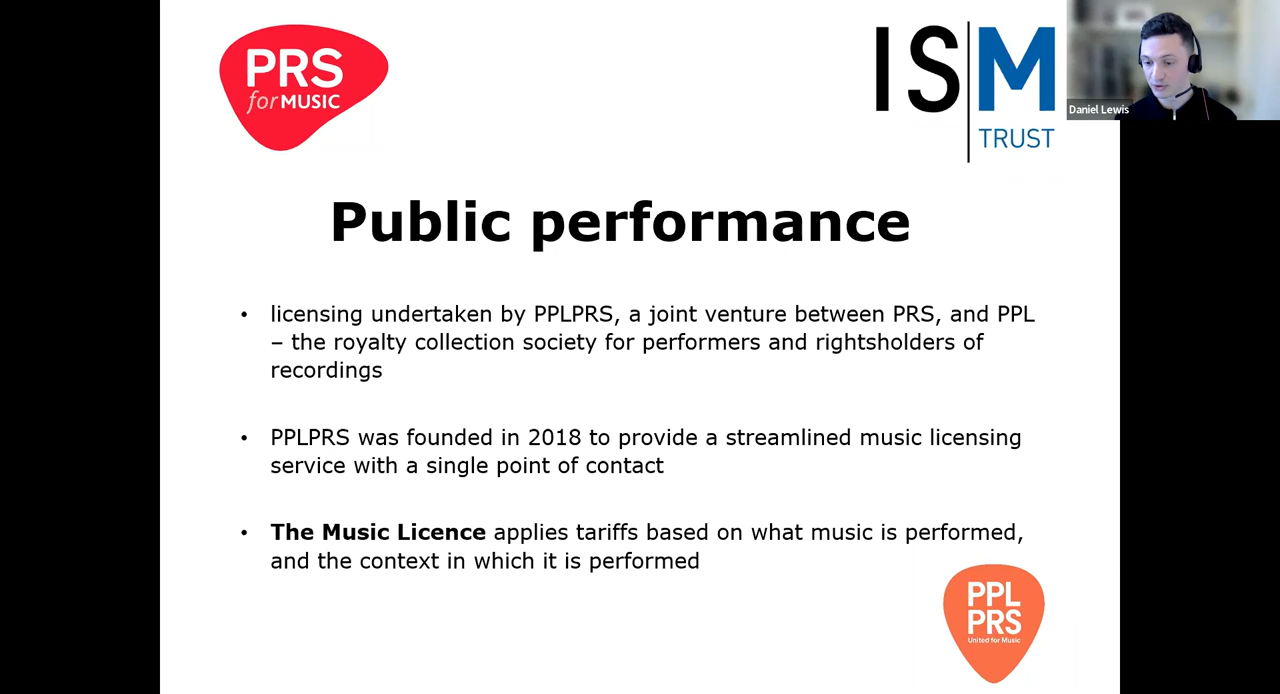 PRS
for MUSIC
ISM
TRUST
Daniel Lewis
Public performance
• licensing undertaken by PPLPRS, a joint venture between PRS, and PPL
– the royalty collection society for performers and rightsholders of
recordings
• PPLPRS was founded in 2018 to provide a streamlined music licensing
service with a single point of contact
• The Music Licence applies tariffs based on what music is performed,
and the context in which it is performed
PPL
PRS
United for Music